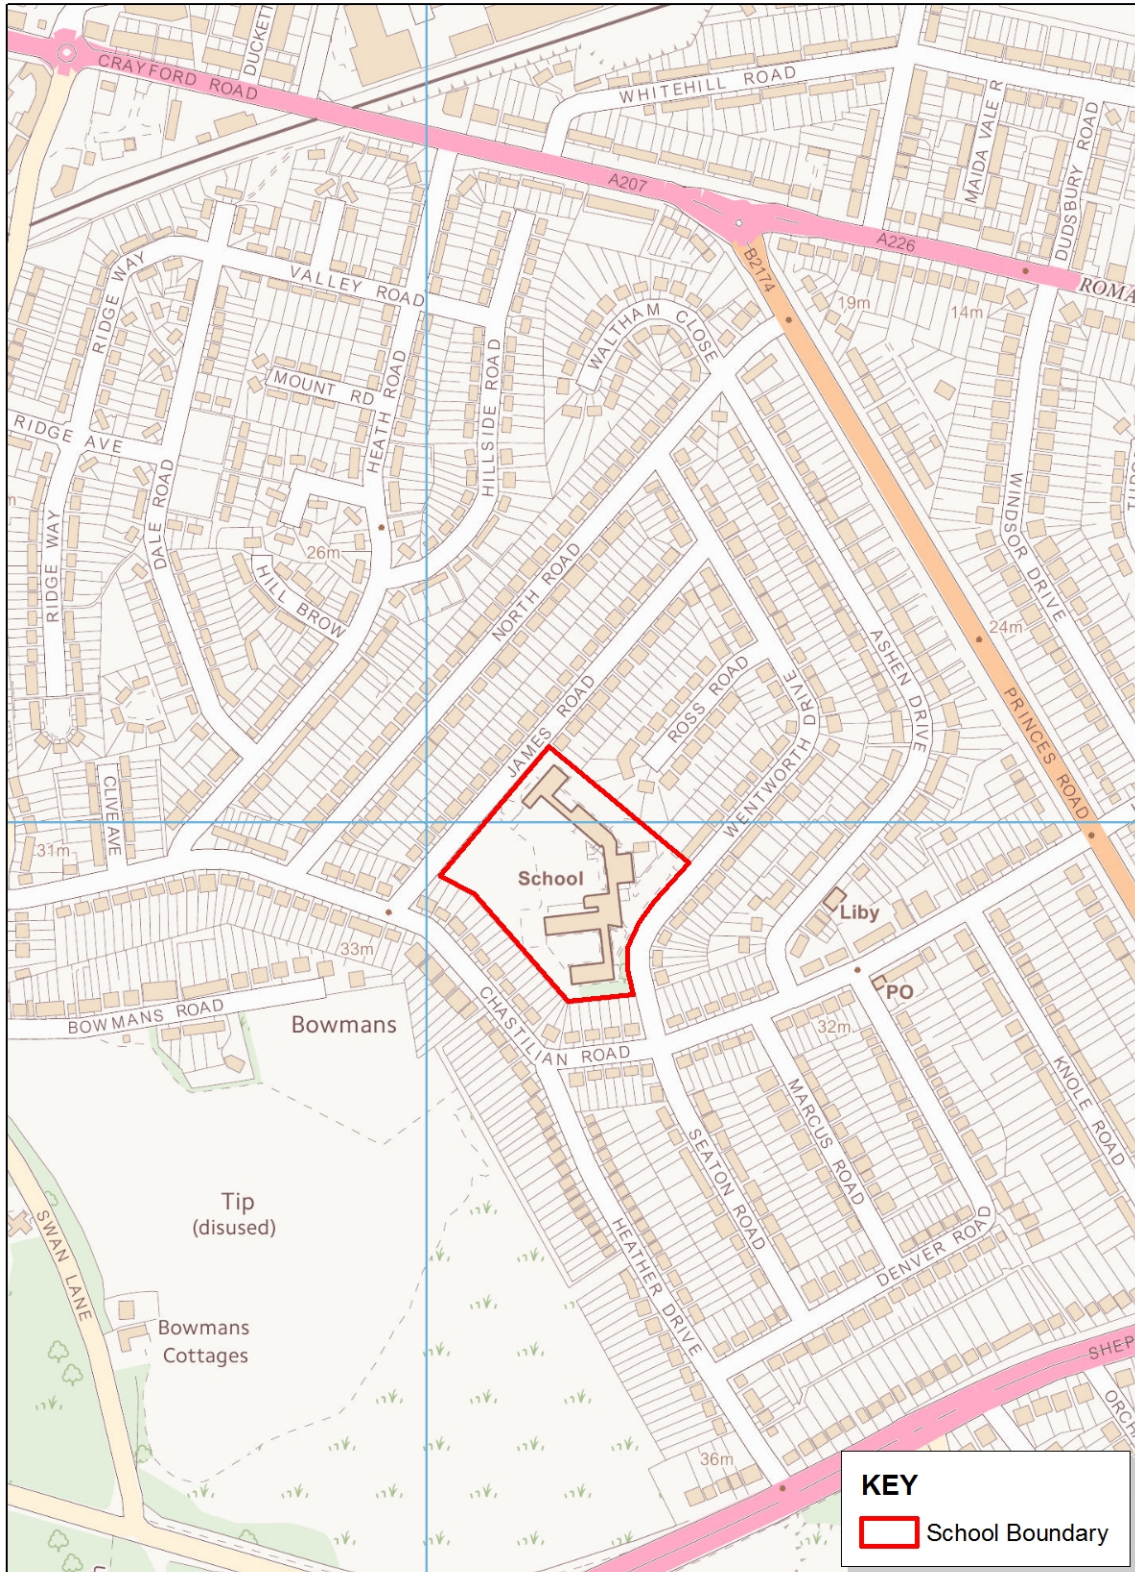 CRAYFORD ROAD
DUCKETT
WHITEHILL ROAD
MAIDA VALE R
DUDSBURY ROAD
A207
A226
ROMA
B2174
RIDGE WAY
VALLEY ROAD
WALTHAM CLOSE
19m
14m
MOUNT RD
HEATH ROAD
HILLSIDE ROAD
RIDGE AVE
DALE ROAD
WINDSOR DRIVE
RIDGE WAY
26m
HILL BROW
NORTH ROAD
ASHEN DRIVE
24m
JAMES ROAD
ROSS ROAD
WENTWORTH DRIVE
PRINCES ROAD
CLIVE AVE
31m
School
Liby
33m
PO
BOWMANS ROAD
Bowmans
CHASTILIAN ROAD
32m
MARCUS ROAD
KNOLE ROAD
SEATON ROAD
Tip
(disused)
SWAN LANE
HEATHER DRIVE
DENVER ROAD
Bowmans
Cottages
SHEP
ORCH
36m
KEY
School Boundary